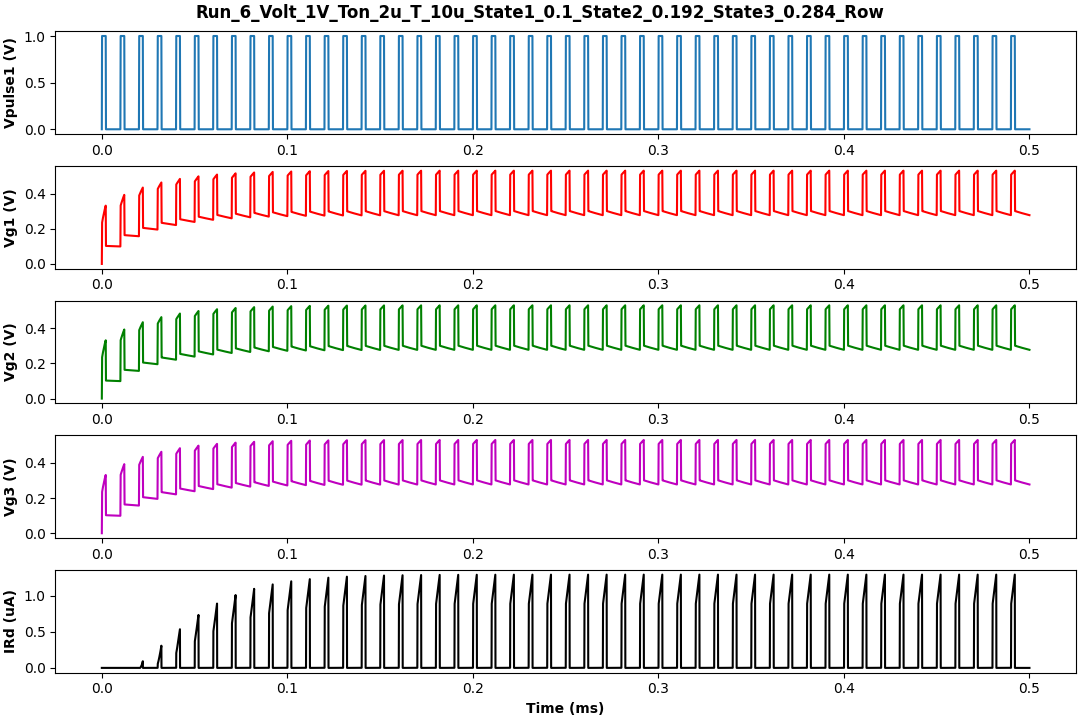 Run_6_Volt_1V_Ton_2u_T_10u_State1_0.1_State2_0.192_State3_0.284_Row
Vpulse1 (V)
1.0
0.5
0.0
0.0 0.1 0.2 0.3 0.4 0.5
Vg1 (V)
0.4
0.2
0.0
0.0 0.1 0.2 0.3 0.4 0.5
Vg2 (V)
0.4
0.2
0.0
0.0 0.1 0.2 0.3 0.4 0.5
Vg3 (V)
0.4
0.2
0.0
0.0 0.1 0.2 0.3 0.4 0.5
IRd (uA)
1.0
0.5
0.0
0.0 0.1 0.2 0.3 0.4 0.5
Time (ms)